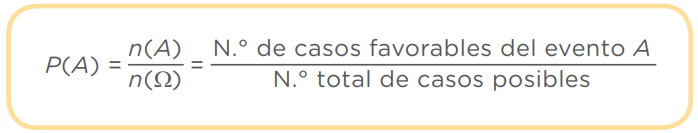 P(A) = n(A)/n(Ω) = N.° de casos favorables del evento A / N.° total de casos posibles